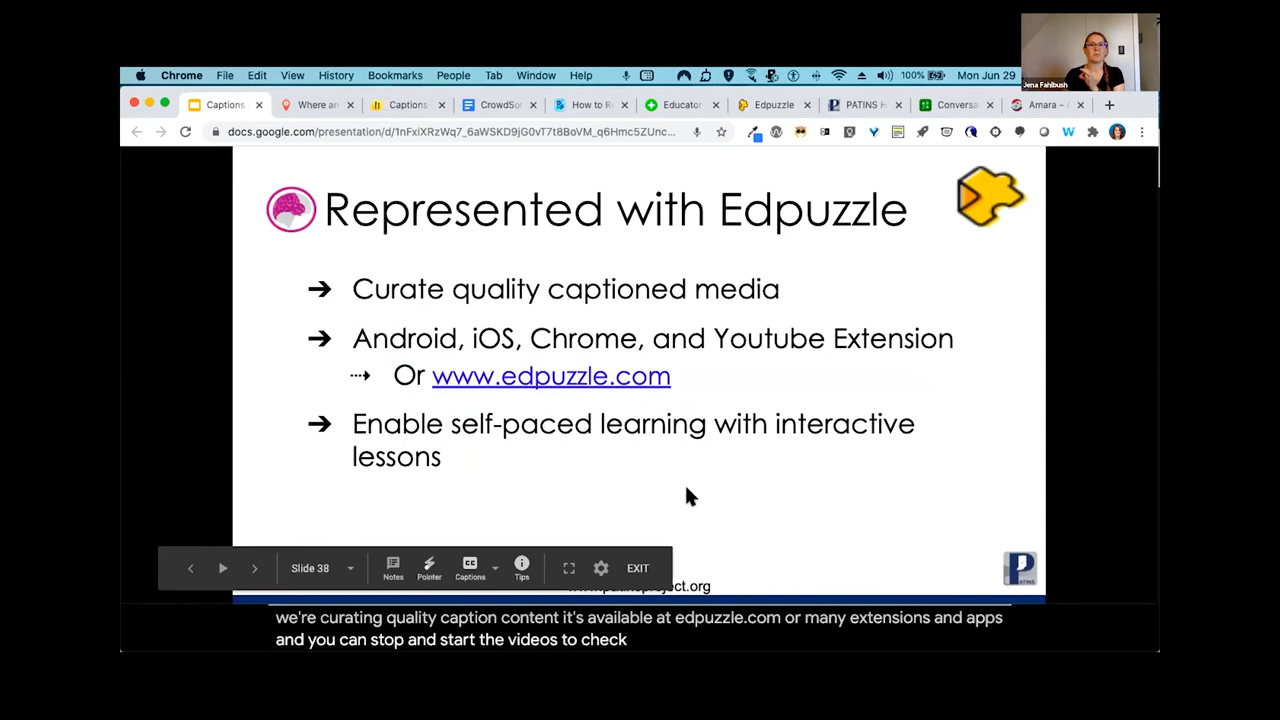 Jena Fahlbush
Chrome File Edit View History Bookmarks People Tab Window Help 100% Mon Jun 29
Captions Where an Captions CrowdSo How to R Educator Edpuzzle PATINS H Conversa Amara – A
docs.google.com/presentation/d/1nFxiXRzWq7_6aWSKD9jG0vT7t8BoVM_q6Hmc5ZUnc...
Represented with Edpuzzle
➔ Curate quality captioned media
➔ Android, iOS, Chrome, and Youtube Extension
⇢ Or www.edpuzzle.com
➔ Enable self-paced learning with interactive
lessons
Slide 38 Notes Pointer Captions Tips EXIT
PATINS
we're curating quality caption content it's available at edpuzzle.com or many extensions and apps
and you can stop and start the videos to check